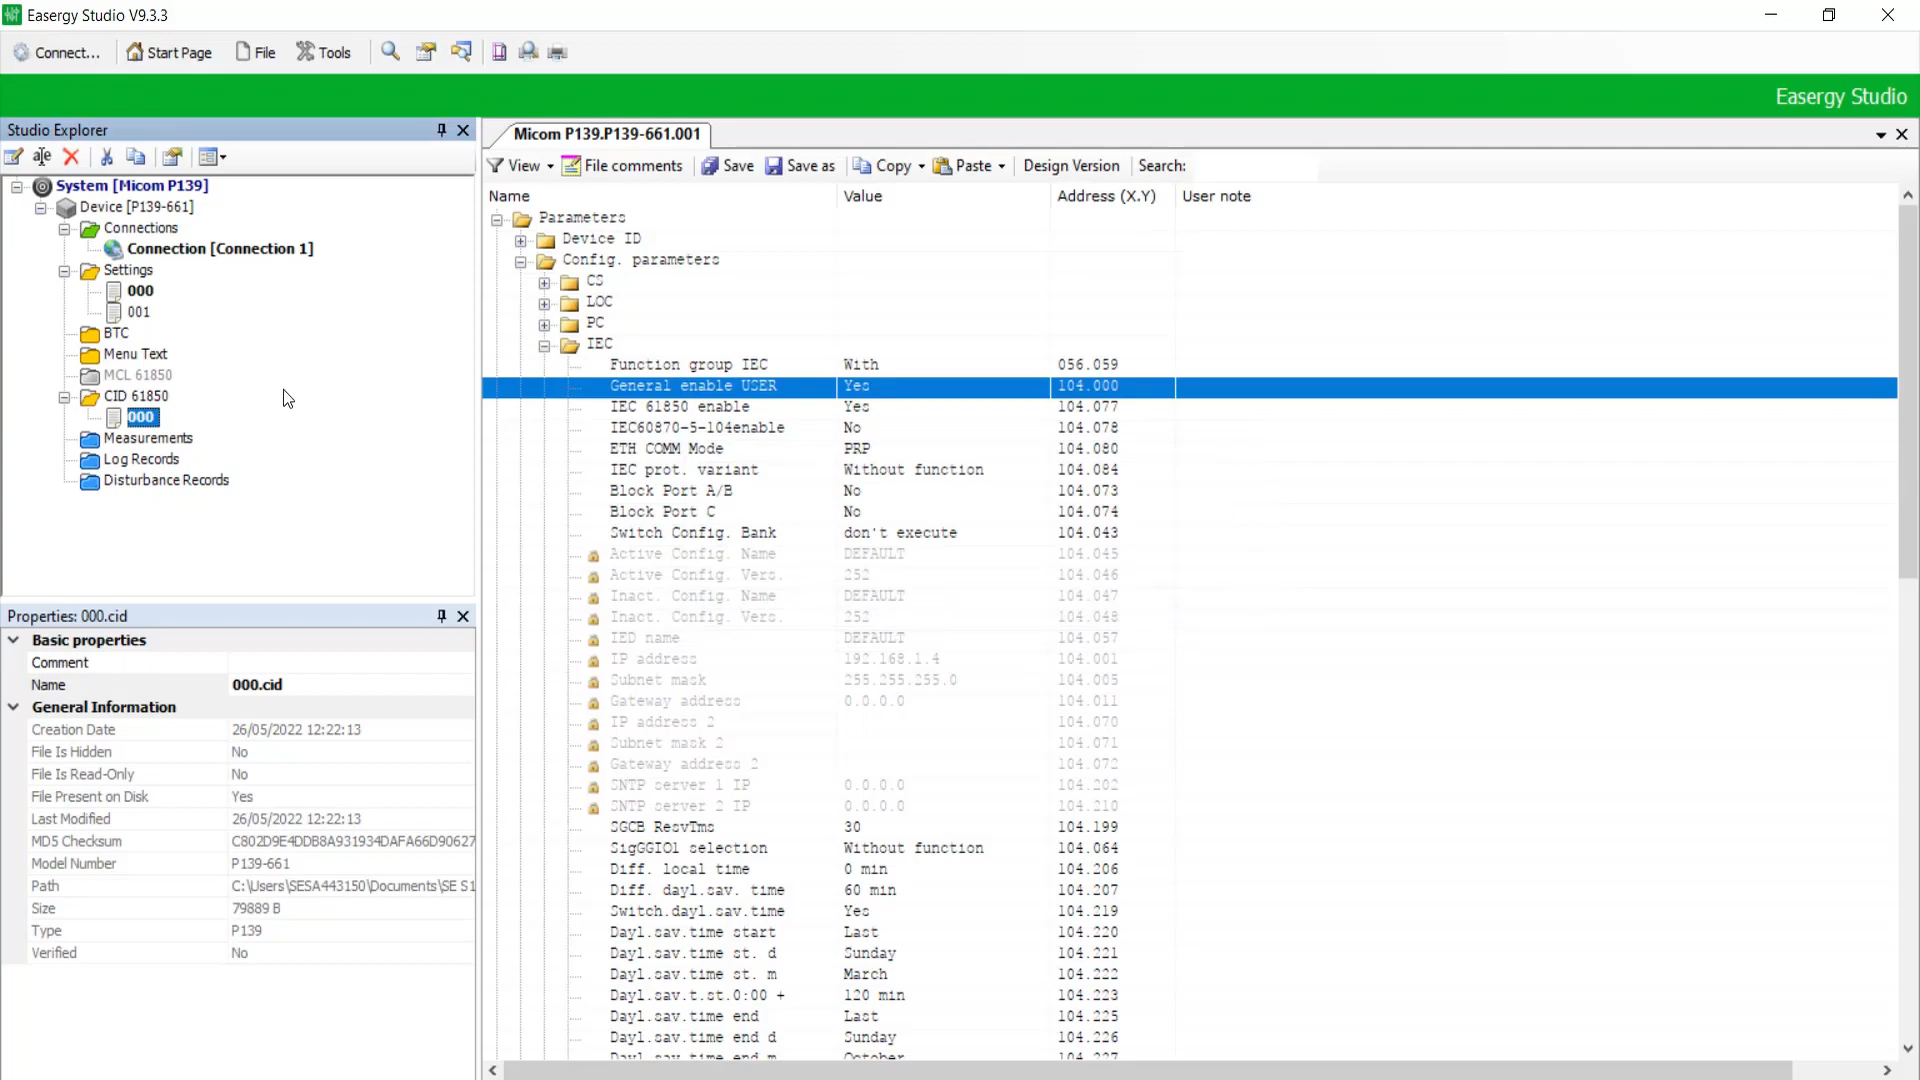 Easergy Studio V9.3.3
Connect... Start Page File Tools
Easergy Studio
Studio Explorer
System [Micom P139]
Device [P139-661]
Connections
Connection [Connection 1]
Settings
000
001
BTC
Menu Text
MCL 61850
CID 61850
000
Measurements
Log Records
Disturbance Records
Properties: 000.cid
Basic properties
Comment
Name 000.cid
General Information
Creation Date 26/05/2022 12:22:13
File Is Hidden No
File Is Read-Only No
File Present on Disk Yes
Last Modified 26/05/2022 12:22:13
MD5 Checksum C802D9E4DDB8A931934DAFA66D90627
Model Number P139-661
Path C:\Users\SESA443150\Documents\SE S1
Size 79889 B
Type P139
Verified No
Micom P139.P139-661.001
View File comments Save Save as Copy Paste Design Version Search:
Name Value Address (X.Y) User note
Parameters
Device ID
Config. parameters
CS
LOC
PC
IEC
Function group IEC With 056.059
General enable USER Yes 104.000
IEC 61850 enable Yes 104.077
IEC60870-5-104enable No 104.078
ETH COMM Mode PRP 104.080
IEC prot. variant Without function 104.084
Block Port A/B No 104.073
Block Port C No 104.074
Switch Config. Bank don't execute 104.043
Active Config. Name DEFAULT 104.045
Active Config. Vers. 252 104.046
Inact. Config. Name DEFAULT 104.047
Inact. Config. Vers. 252 104.048
IED name DEFAULT 104.057
IP address 192.168.1.4 104.001
Subnet mask 255.255.255.0 104.005
Gateway address 0.0.0.0 104.011
IP address 2 104.070
Subnet mask 2 104.071
Gateway address 2 104.072
SNTP server 1 IP 0.0.0.0 104.202
SNTP server 2 IP 0.0.0.0 104.210
SGCB ResvTms 30 104.199
SigGGIO1 selection Without function 104.064
Diff. local time 0 min 104.206
Diff. dayl.sav. time 60 min 104.207
Switch.dayl.sav.time Yes 104.219
Dayl.sav.time start Last 104.220
Dayl.sav.time st. d Sunday 104.221
Dayl.sav.time st. m March 104.222
Dayl.sav.t.st.0:00 + 120 min 104.223
Dayl.sav.time end Last 104.225
Dayl.sav.time end d Sunday 104.226
Dayl.sav.time end m October 104.227